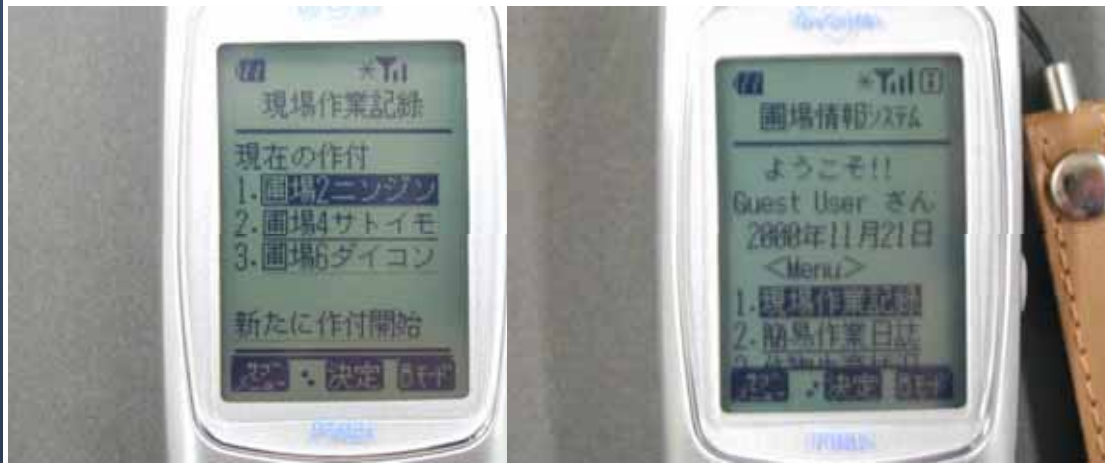 現場作業記録
現在の作付
1.圃場2ニンジン
2.圃場4サトイモ
3.圃場6ダイコン
新たに作付開始
決定
圃場情報システム
ようこそ!!
Guest User さん
2000年11月21日
<Menu>
1.現場作業記録
2.簡易作業日誌
決定